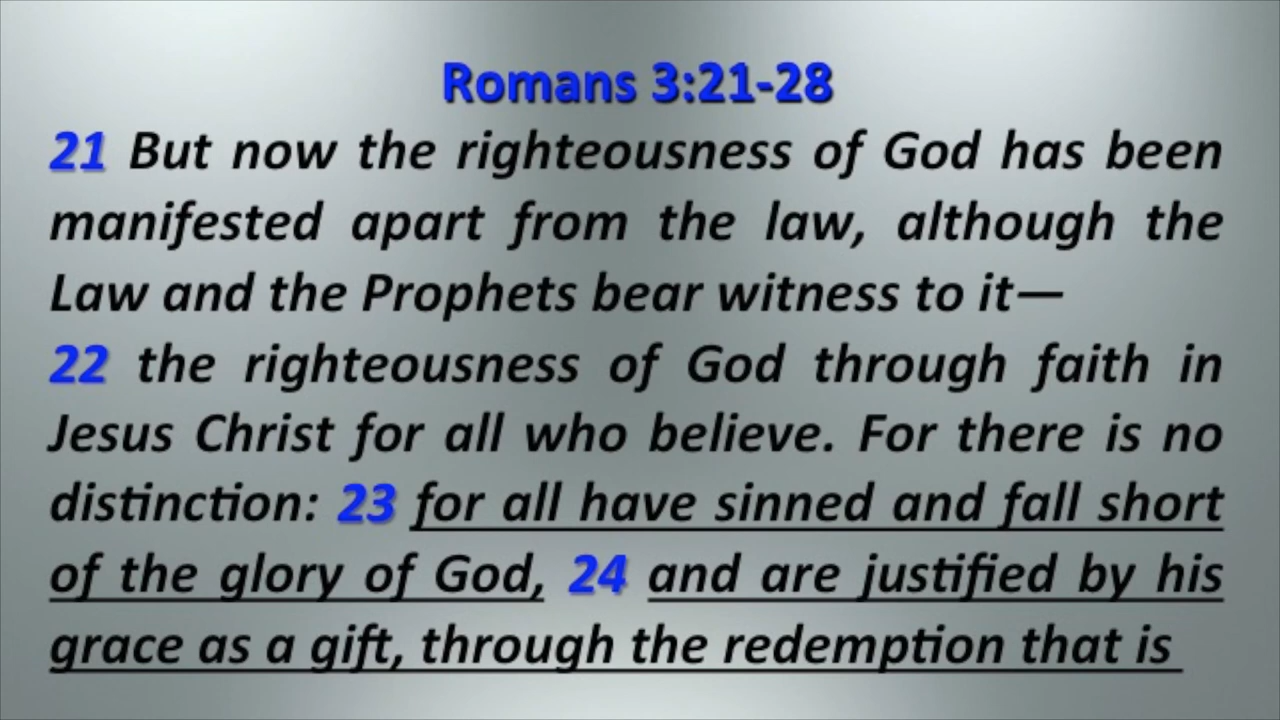 Romans 3:21-28
21 But now the righteousness of God has been
manifested apart from the law, although the
Law and the Prophets bear witness to it—
22 the righteousness of God through faith in
Jesus Christ for all who believe. For there is no
distinction: 23 for all have sinned and fall short
of the glory of God, 24 and are justified by his
grace as a gift, through the redemption that is